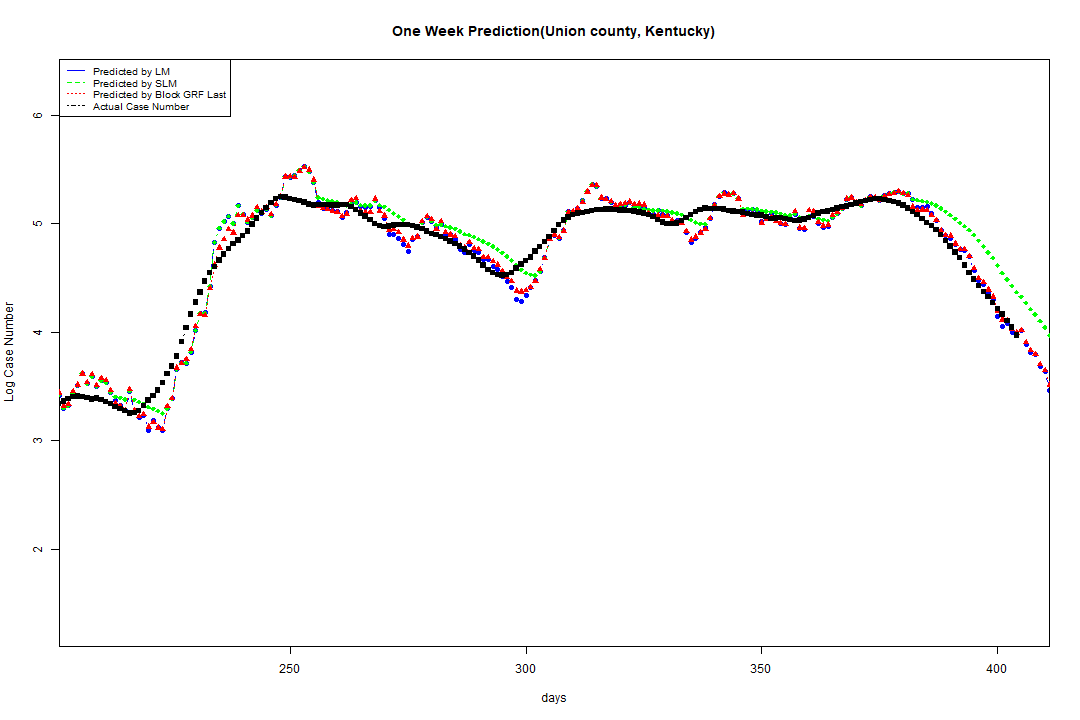 One Week Prediction(Union county, Kentucky)
Predicted by LM
Predicted by SLM
Predicted by Block GRF Last
Actual Case Number
6
5
4
3
2
Log Case Number
250
300
350
400
days